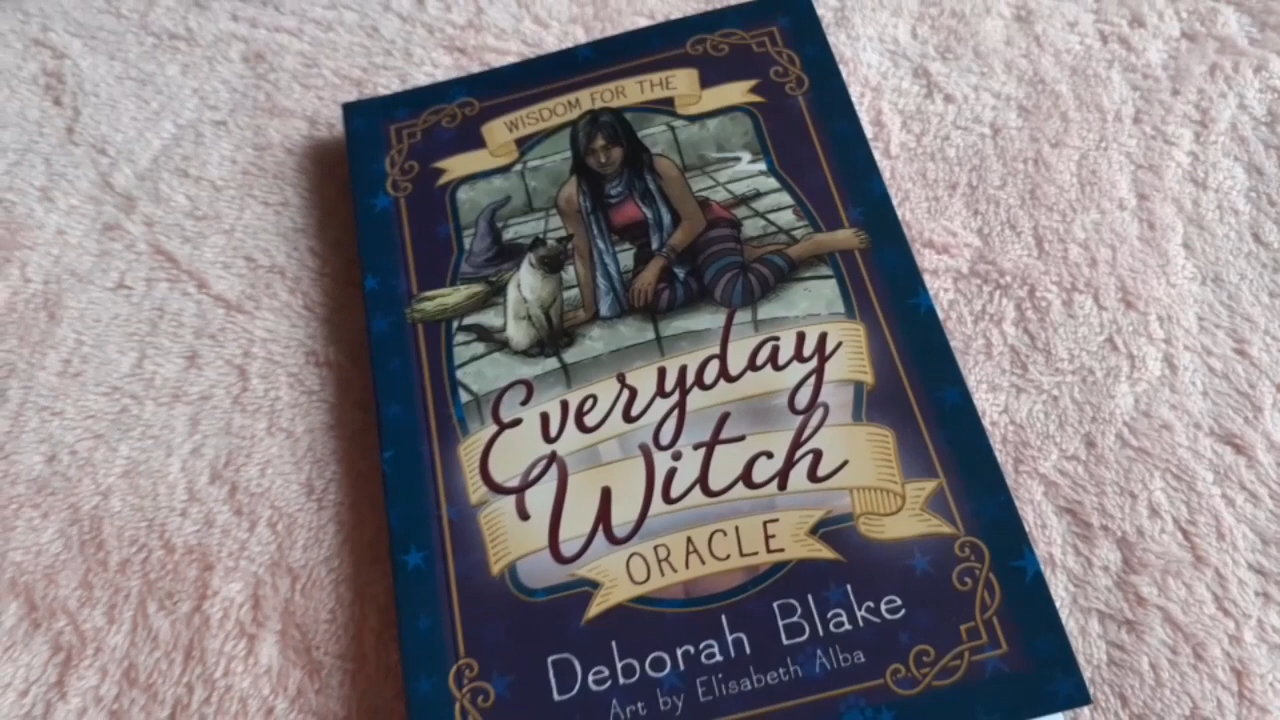 WISDOM FOR THE
Everyday
Witch
ORACLE
Deborah Blake
Art by Elisabeth Alba